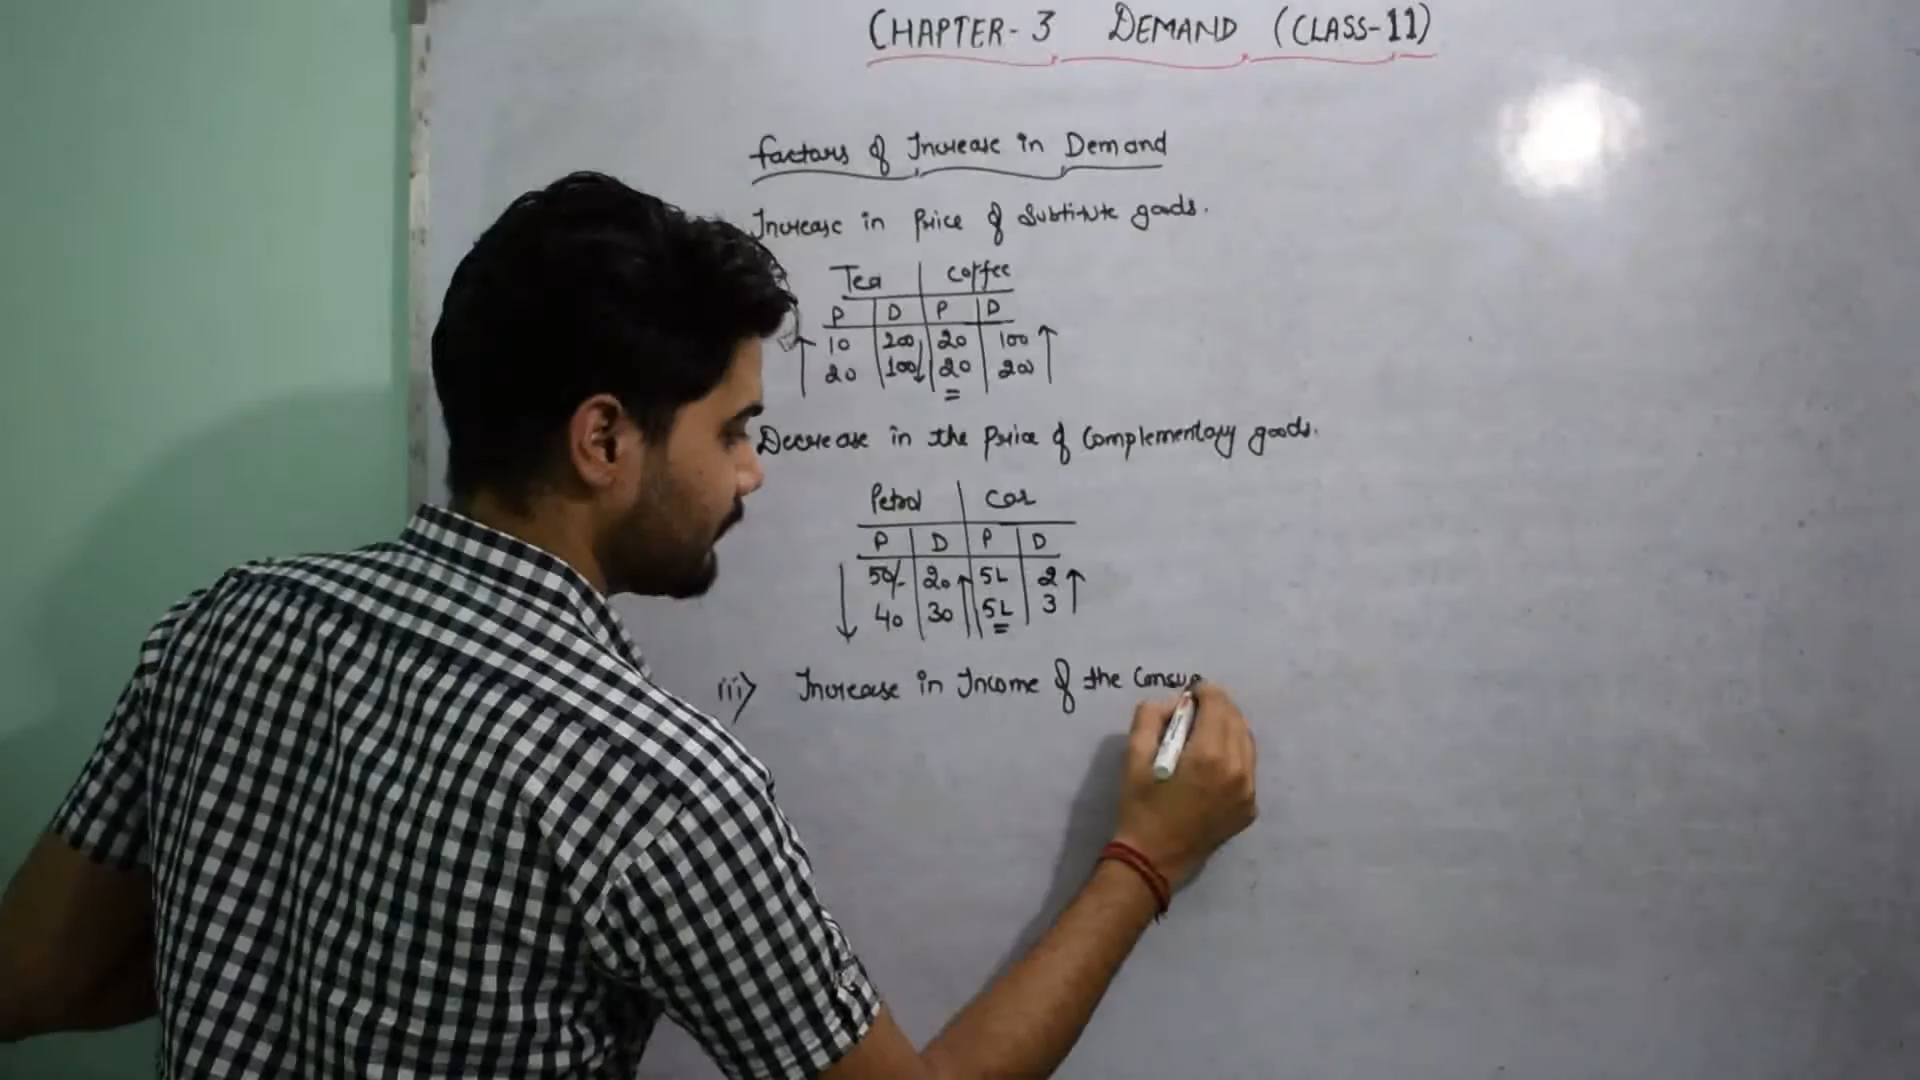 CHAPTER-3 DEMAND (CLASS-11)
factors of Increase in Demand
Increase in Price of Subtitute goods.
Tea coffee
P D P D
10 200 20 100
20 100 20 200
=
Decrease in the Price of Complementary goods.
Petrol Car
P D P D
50/- 20 5L 2
40 30 5L 3
=
iii> Increase in Income of the Consu